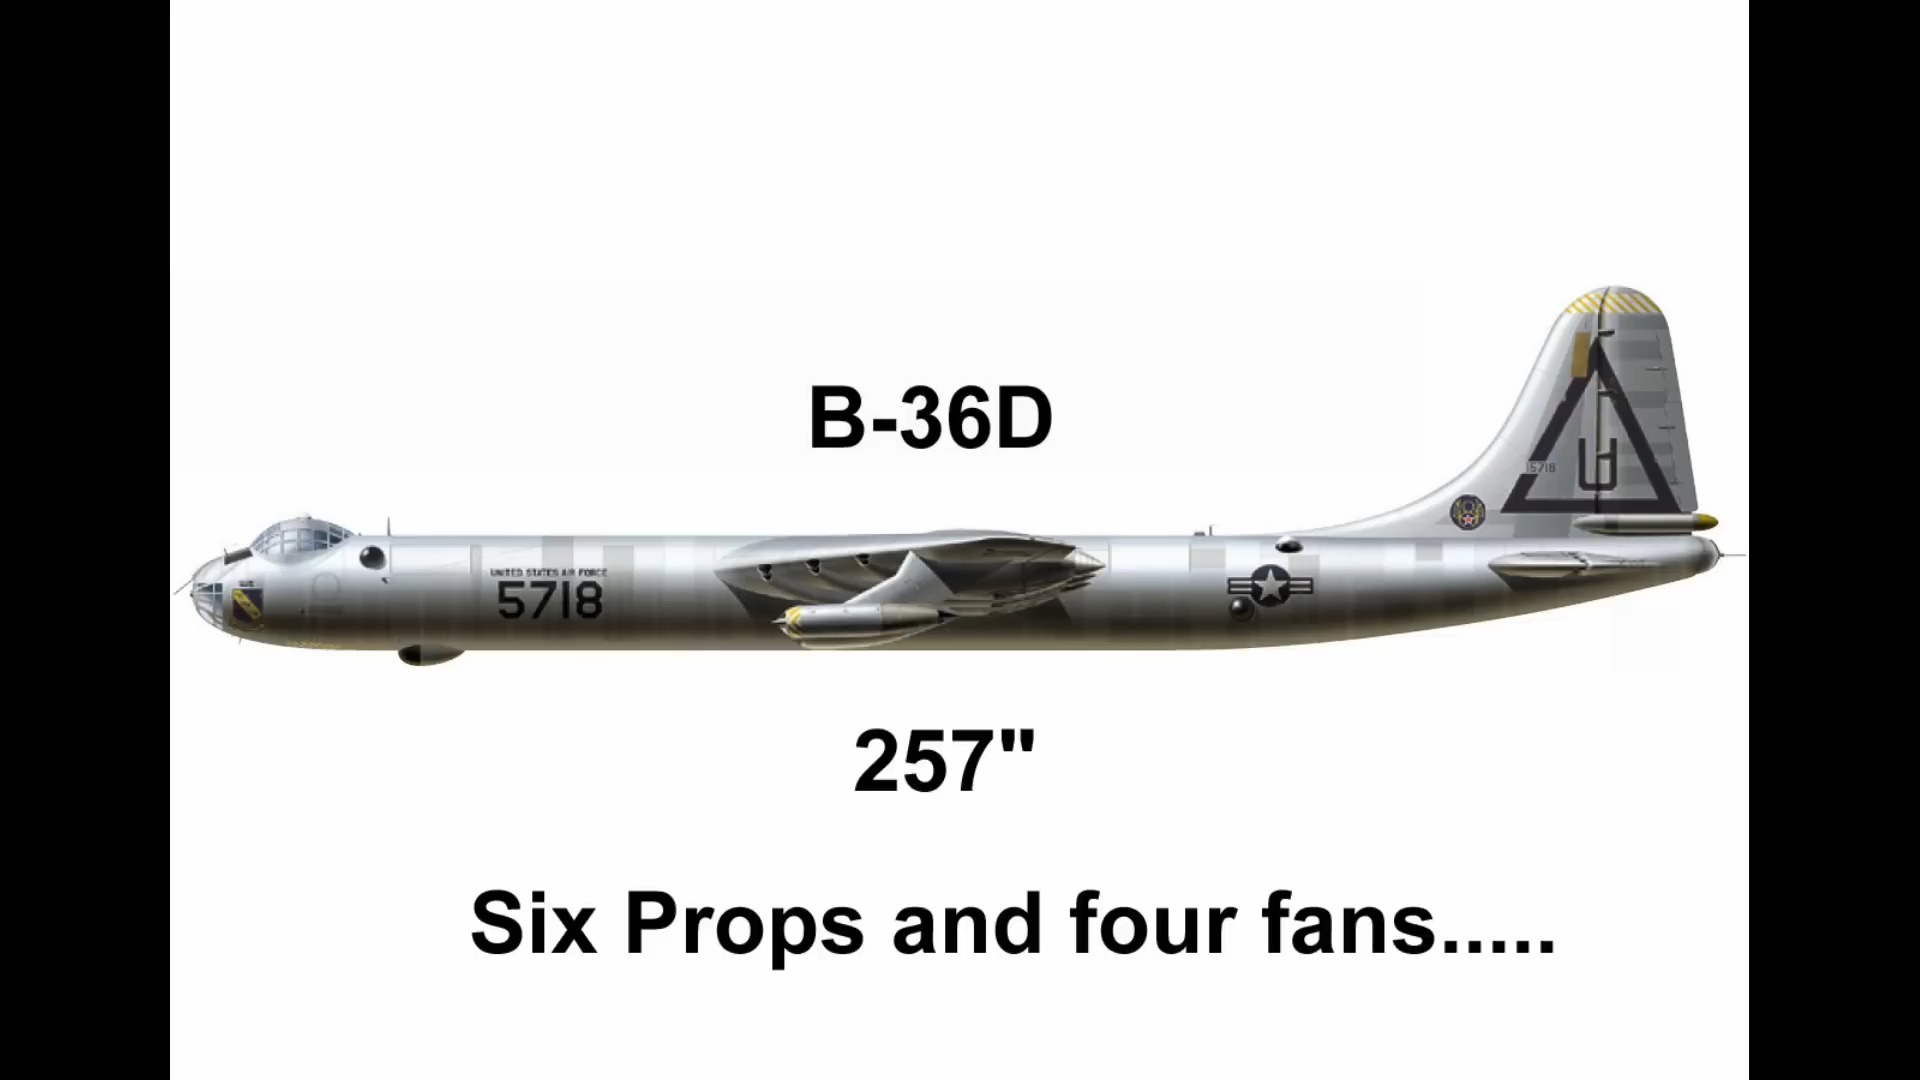 B-36D
U
15718
UNITED STATES AIR FORCE
5718
257"
Six Props and four fans.....